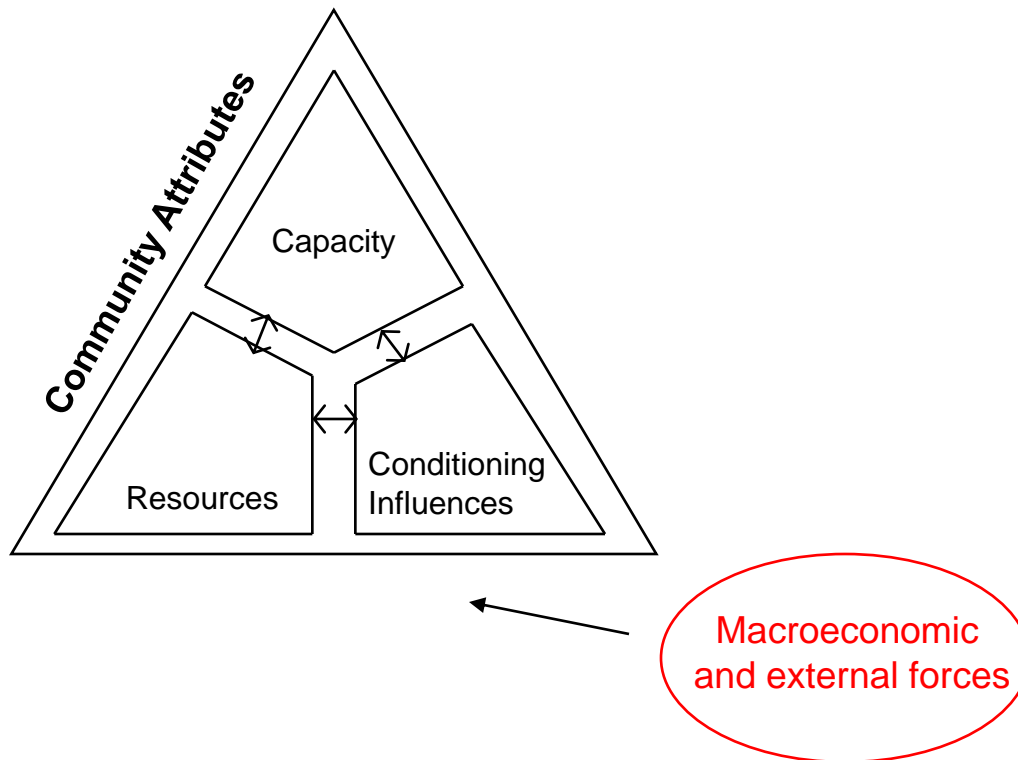 Community Attributes
Capacity
Resources
Conditioning
Influences
Macroeconomic
and external forces